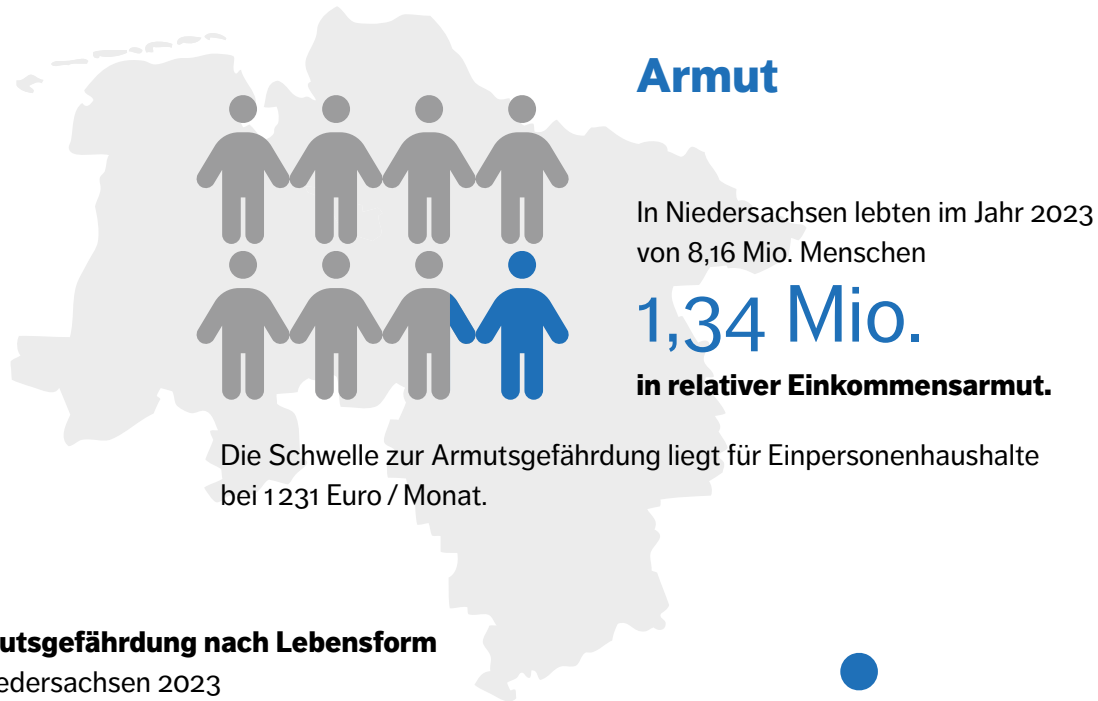 Armut
In Niedersachsen lebten im Jahr 2023
von 8,16 Mio. Menschen
1,34 Mio.
in relativer Einkommensarmut.
Die Schwelle zur Armutsgefährdung liegt für Einpersonenhaushalte
bei 1 231 Euro / Monat.
utsgefährdung nach Lebensform
edersachsen 2023